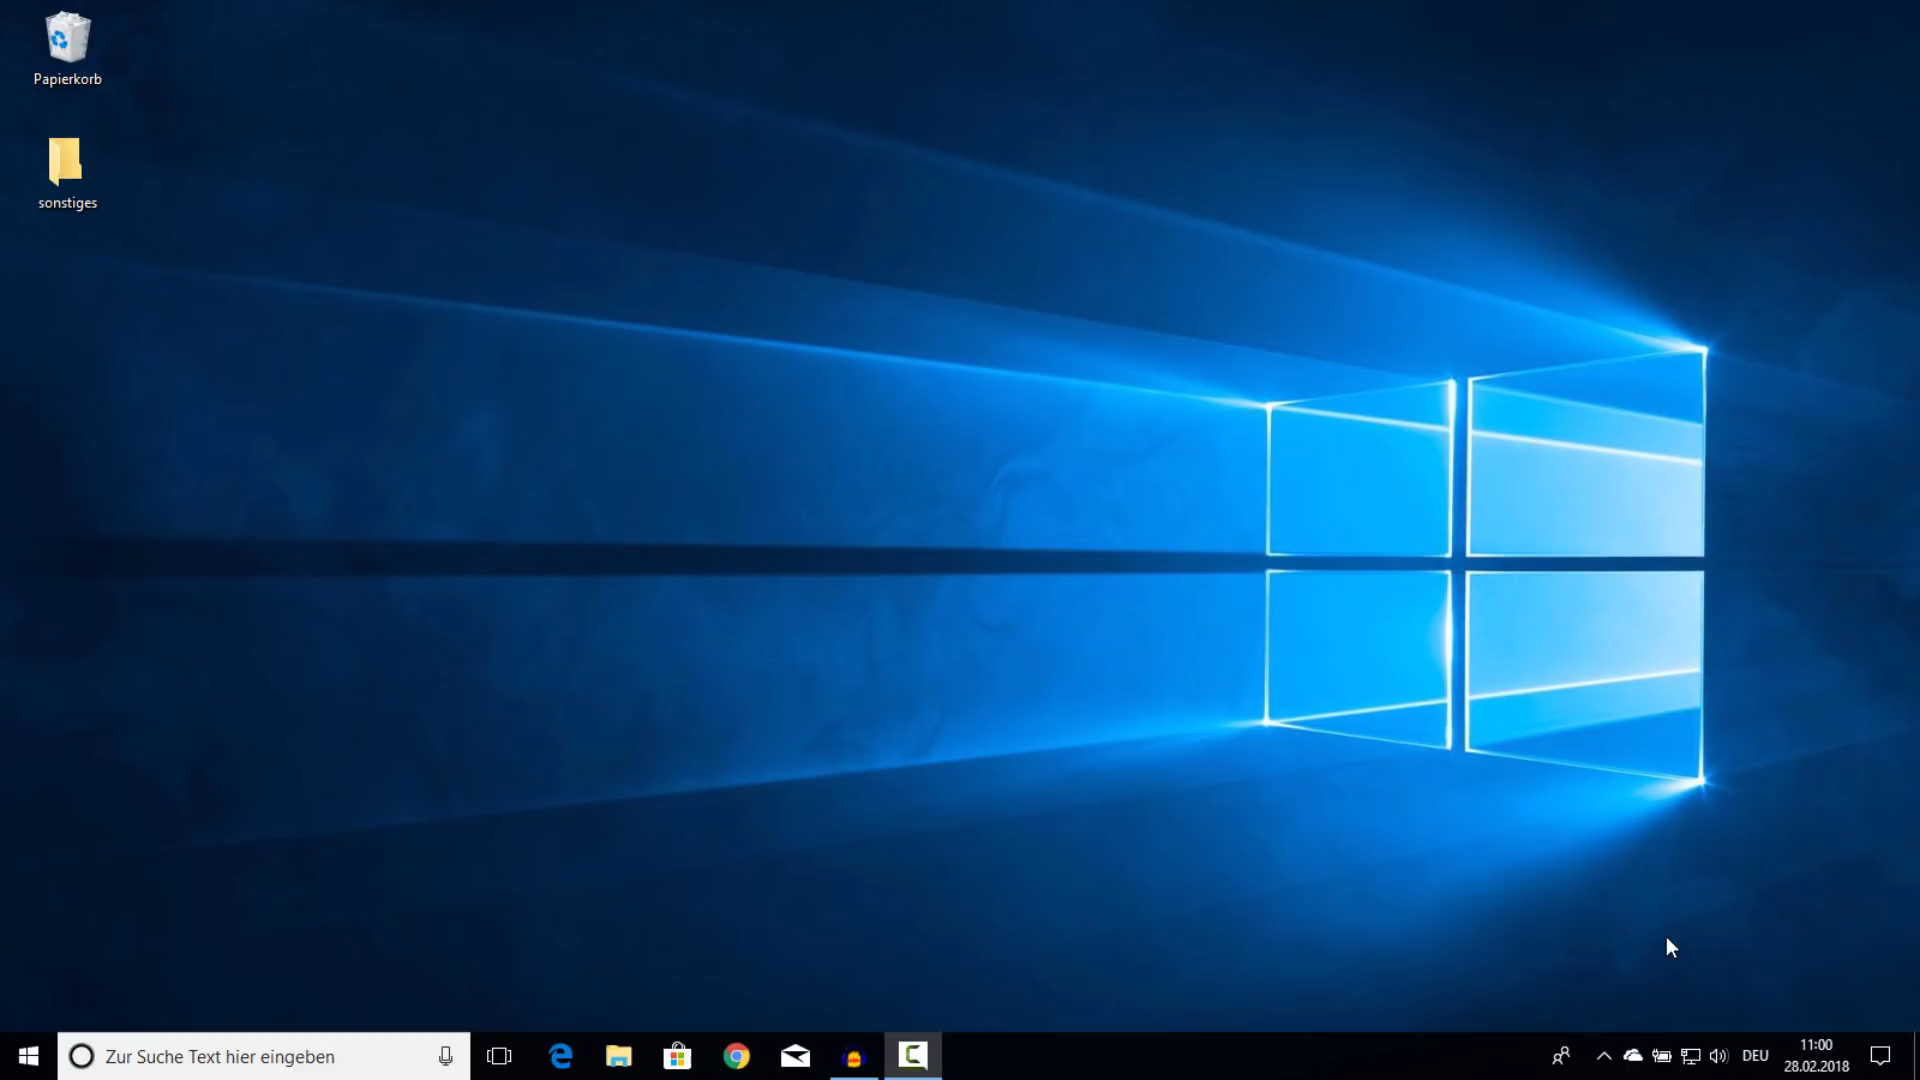 Papierkorb
sonstiges
Zur Suche Text hier eingeben
DEU
11:00
28.02.2018